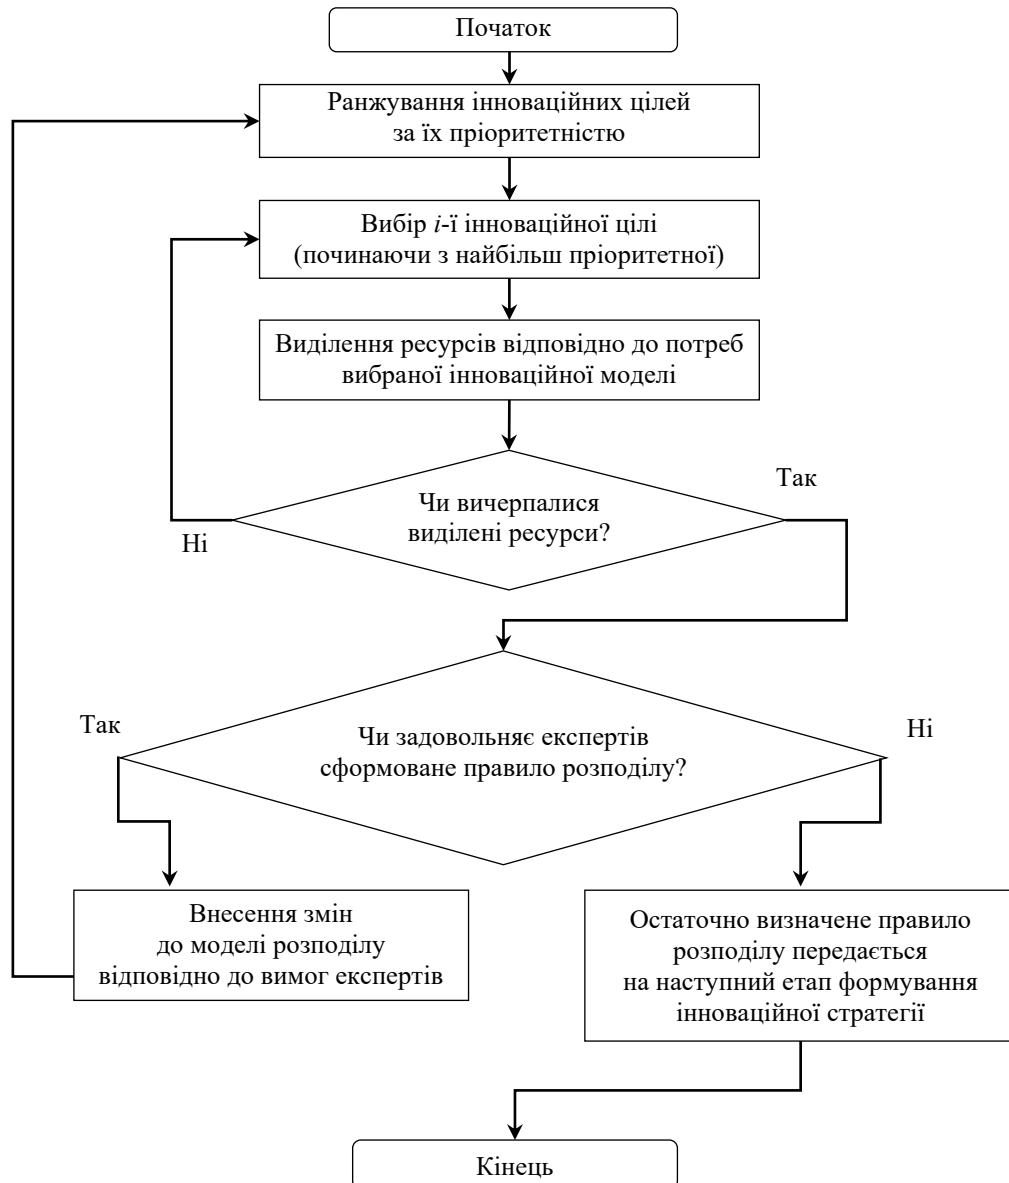 Початок
Ранжування інноваційних цілей
за їх пріоритетністю
Вибір i-ї інноваційної цілі
(починаючи з найбільш пріоритетної)
Виділення ресурсів відповідно до потреб
вибраної інноваційної моделі
Чи вичерпалися
виділені ресурси?
Так
Ні
Чи задовольняє експертів
сформоване правило розподілу?
Так
Ні
Внесення змін
до моделі розподілу
відповідно до вимог експертів
Остаточно визначене правило
розподілу передається
на наступний етап формування
інноваційної стратегії
Кінець